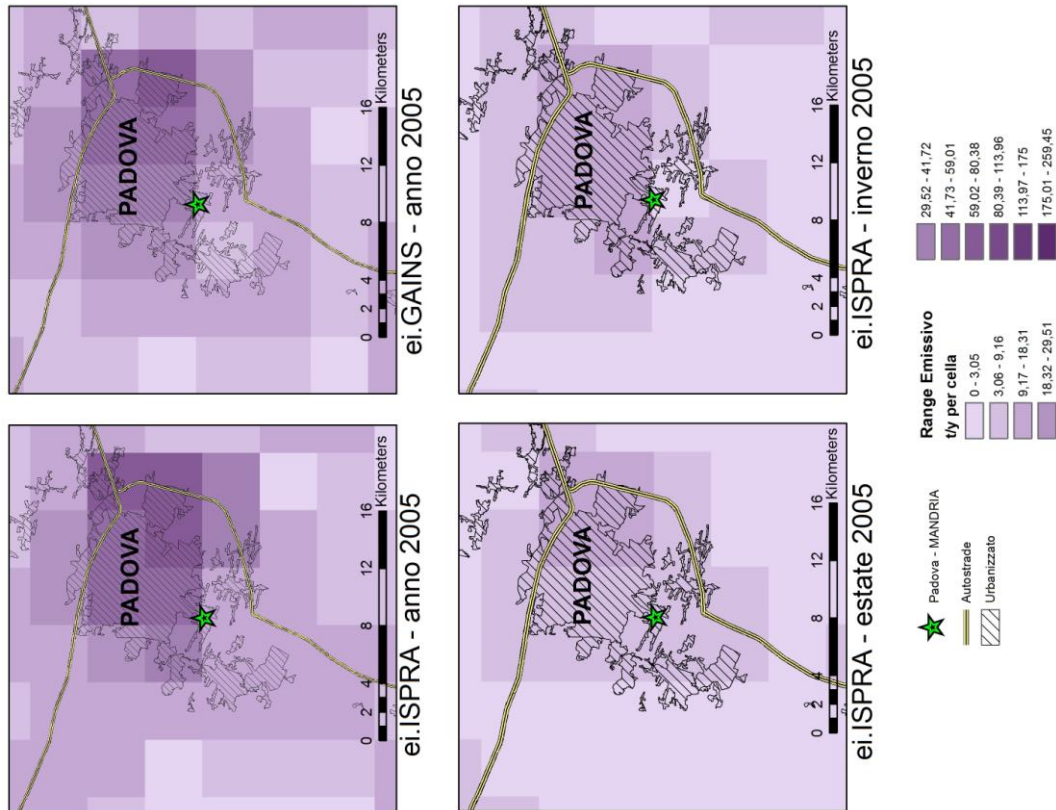 PADOVA
0 2 4 8 12 16
Kilometers
ei.ISPRA - anno 2005
PADOVA
0 2 4 8 12 16
Kilometers
ei.GAINS - anno 2005
PADOVA
0 2 4 8 12 16
Kilometers
ei.ISPRA - estate 2005
PADOVA
0 2 4 8 12 16
Kilometers
ei.ISPRA - inverno 2005
Padova - MANDRIA
Autostrade
Urbanizzato
Range Emissivo
t/y per cella
0 - 3,05
3,06 - 9,16
9,17 - 18,31
18,32 - 29,51
29,52 - 41,72
41,73 - 59,01
59,02 - 80,38
80,39 - 113,96
113,97 - 175
175,01 - 259,45